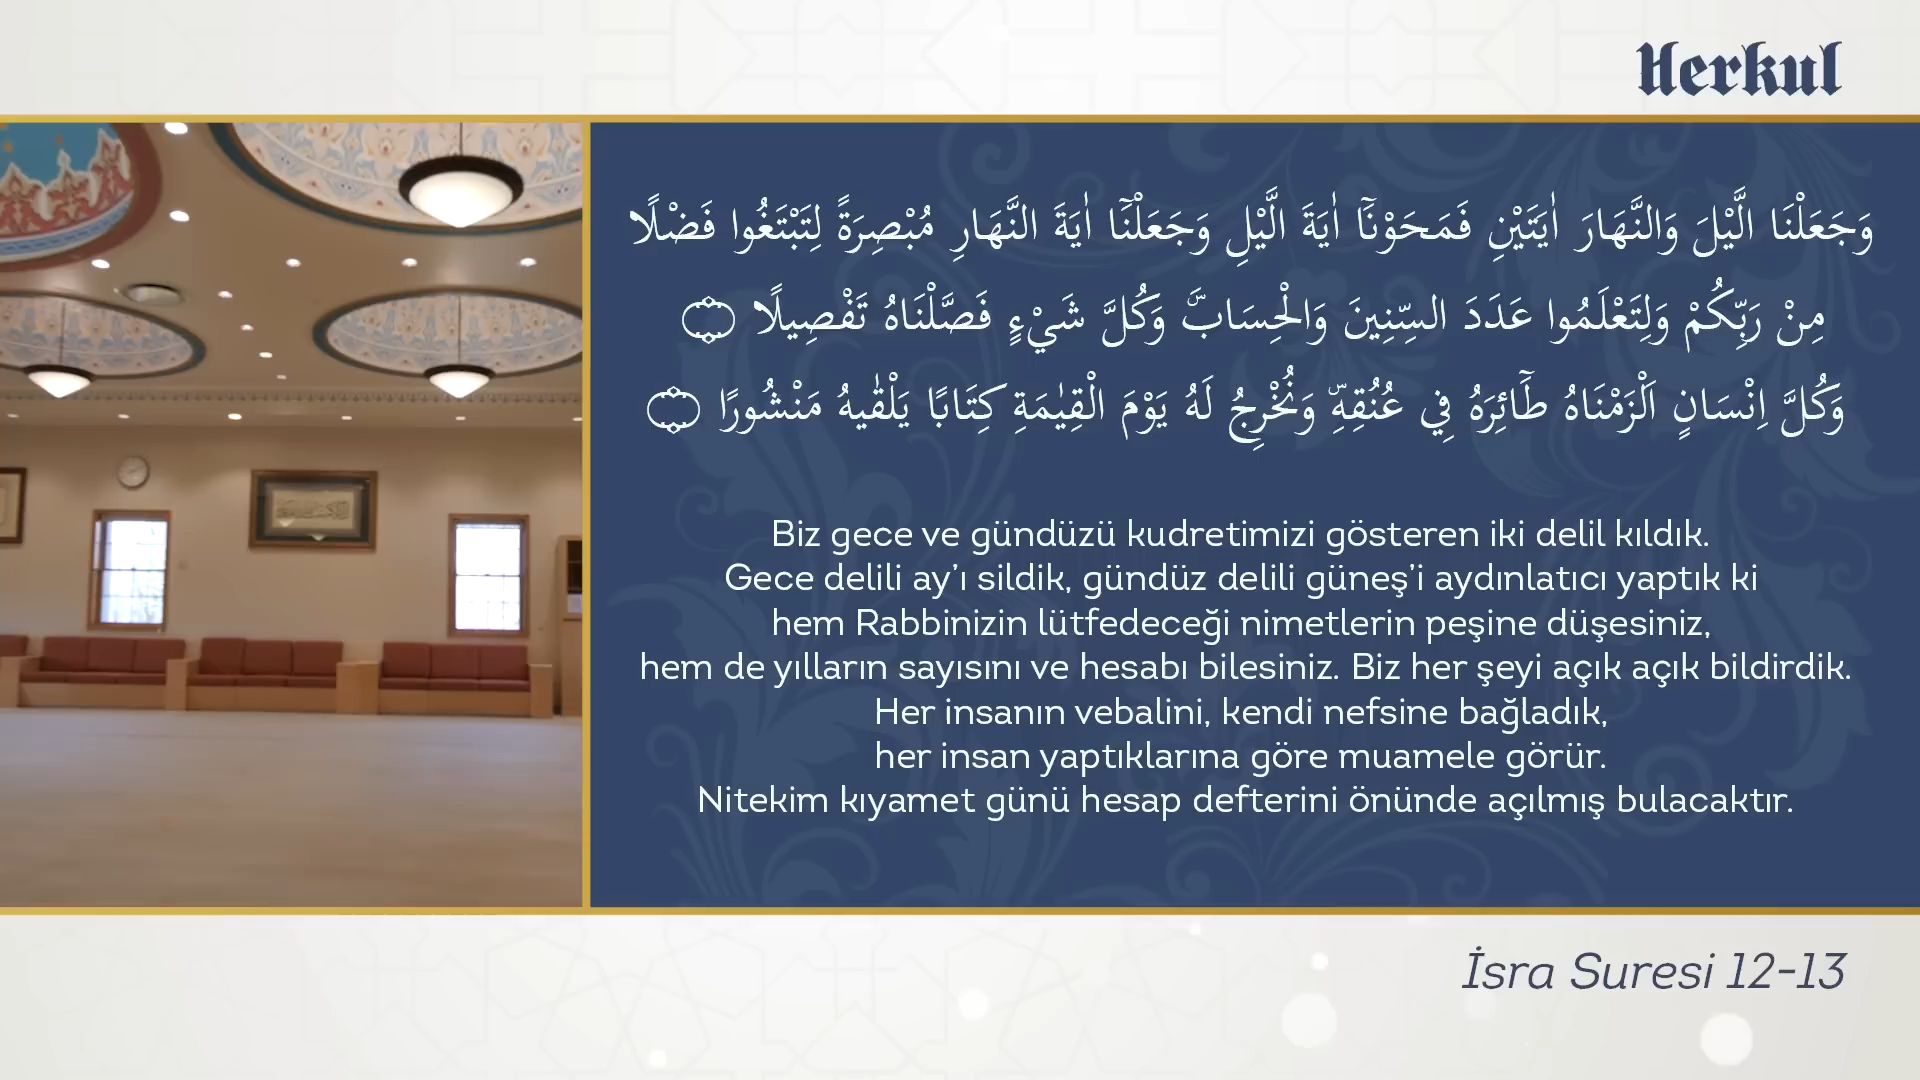 Herkul
وَجَعَلْنَا الَّيْلَ وَالنَّهَارَ اٰيَتَيْنِ فَمَحَوْنَٓا اٰيَةَ الَّيْلِ وَجَعَلْنَٓا اٰيَةَ النَّهَارِ مُبْصِرَةً لِتَبْتَغُوا فَضْلًا
مِنْ رَبِّكُمْ وَلِتَعْلَمُوا عَدَدَ السِّنِينَ وَالْحِسَابَۜ وَكُلَّ شَيْءٍ فَصَّلْنَاهُ تَفْصِيلًا ۝
وَكُلَّ اِنْسَانٍ اَلْزَمْنَاهُ طَٓائِرَهُ فِي عُنُقِهِۜ وَنُخْرِجُ لَهُ يَوْمَ الْقِيٰمَةِ كِتَابًا يَلْقٰيهُ مَنْشُورًا ۝
Biz gece ve gündüzü kudretimizi gösteren iki delil kıldık.
Gece delili ay’ı sildik, gündüz delili güneş’i aydınlatıcı yaptık ki
hem Rabbinizin lütfedeceği nimetlerin peşine düşesiniz,
hem de yılların sayısını ve hesabı bilesiniz. Biz her şeyi açık açık bildirdik.
Her insanın vebalini, kendi nefsine bağladık,
her insan yaptıklarına göre muamele görür.
Nitekim kıyamet günü hesap defterini önünde açılmış bulacaktır.
İsra Suresi 12-13